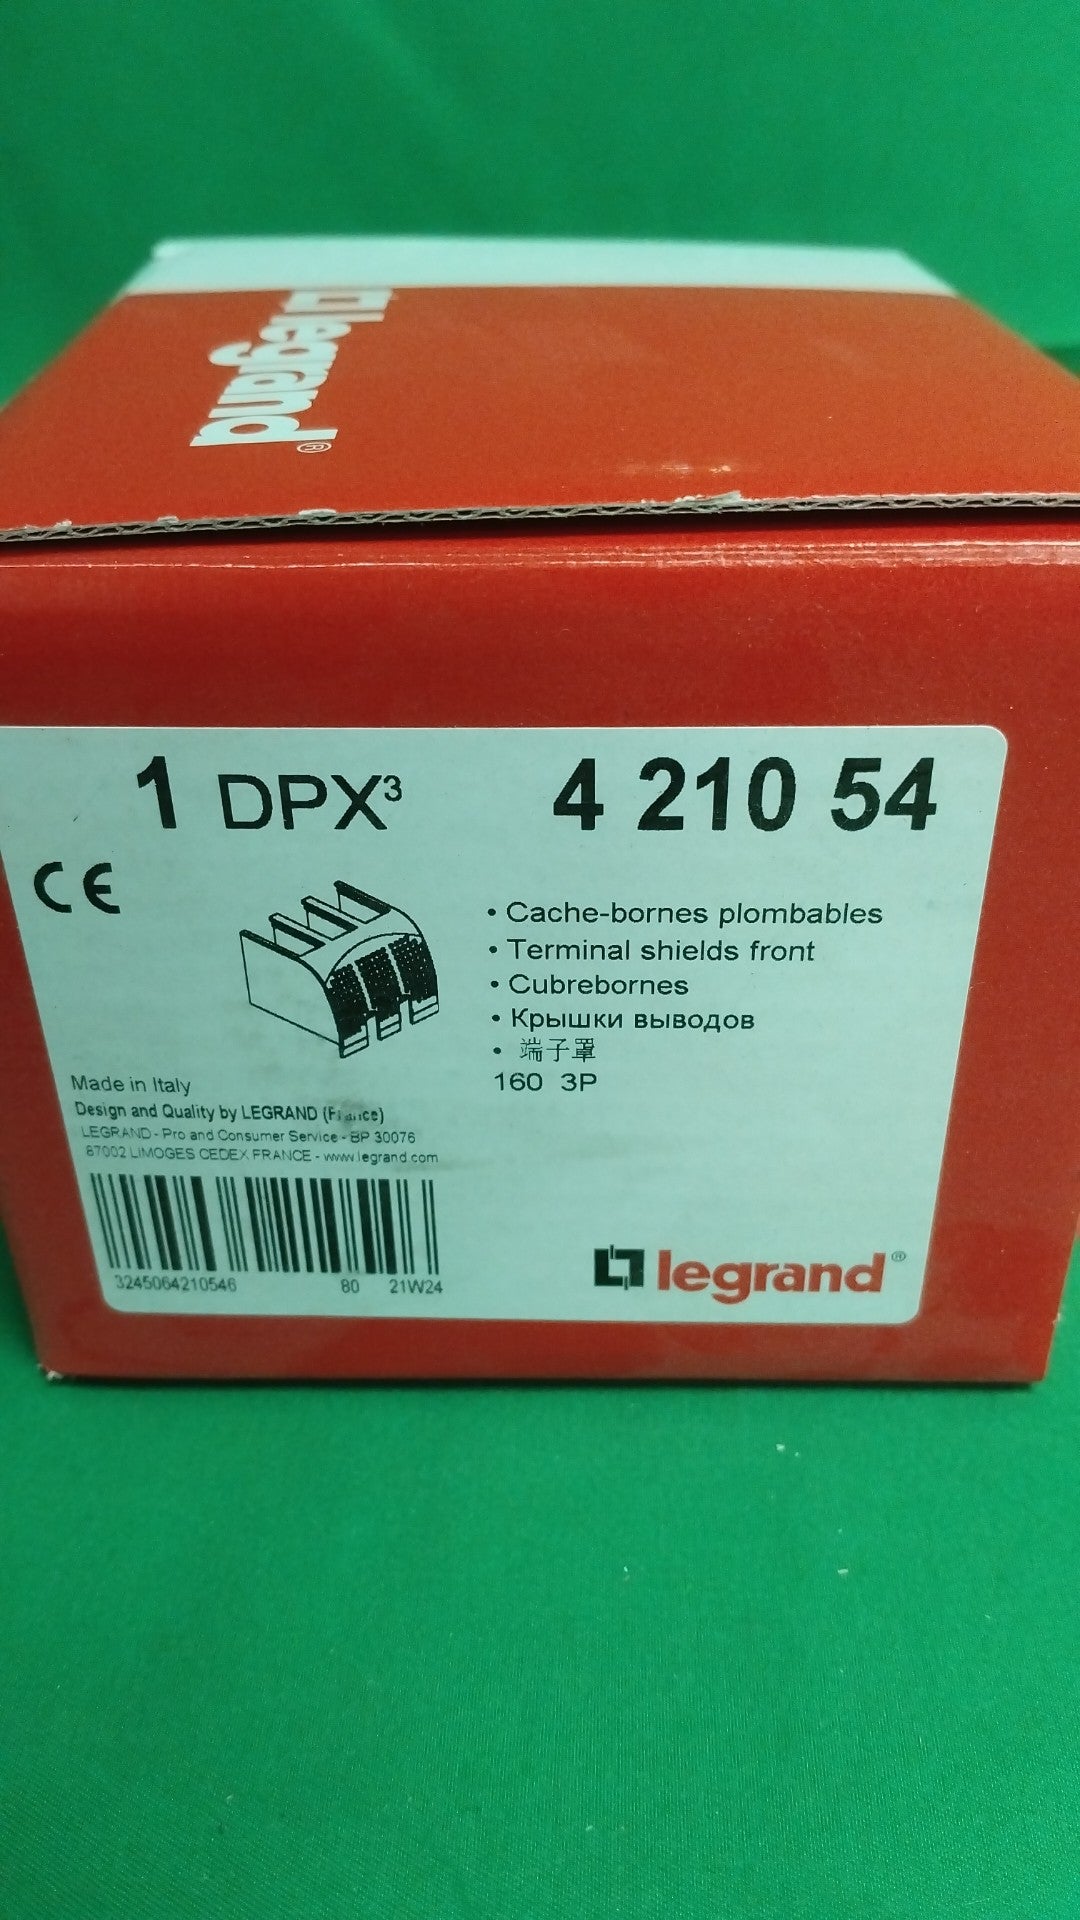 legrand®
1 DPX³ 4 210 54
CE
• Cache-bornes plombables
• Terminal shields front
• Cubrebornes
• Крышки выводов
• 端子罩
160 3P
Made in Italy
Design and Quality by LEGRAND (France)
LEGRAND - Pro and Consumer Service - BP 30076
87002 LIMOGES CEDEX FRANCE - www.legrand.com
3245064210546 80 21W24
legrand®